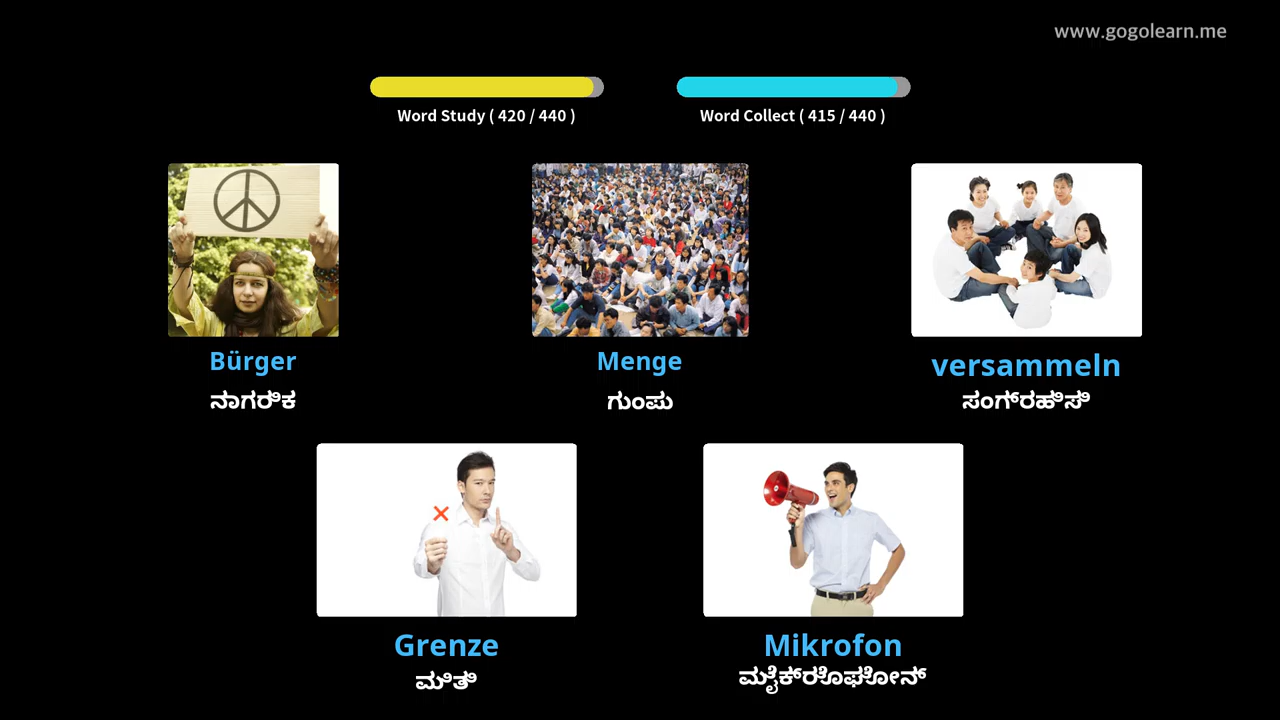 www.gogolearn.me
Word Study ( 420 / 440 )
Word Collect ( 415 / 440 )
Bürger
Menge
versammeln
ನಾಗರಿಕ
ಗುಂಪು
ಸಂಗ್ರಹಿಸಿ
Grenze
Mikrofon
ಮಿತಿ
ಮೈಕ್ರೊಫೋನ್